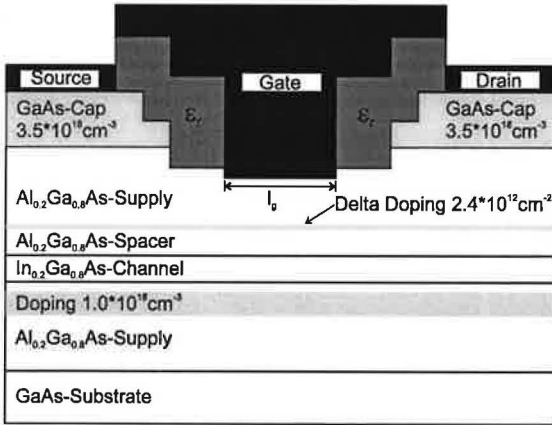 Source Gate Drain
GaAs-Cap εr εr GaAs-Cap
3.5*10¹⁸cm⁻³ 3.5*10¹⁸cm⁻³
Al₀.₂Ga₀.₈As-Supply lg Delta Doping 2.4*10¹²cm⁻²
Al₀.₂Ga₀.₈As-Spacer
In₀.₂Ga₀.₈As-Channel
Doping 1.0*10¹⁸cm⁻³
Al₀.₂Ga₀.₈As-Supply
GaAs-Substrate